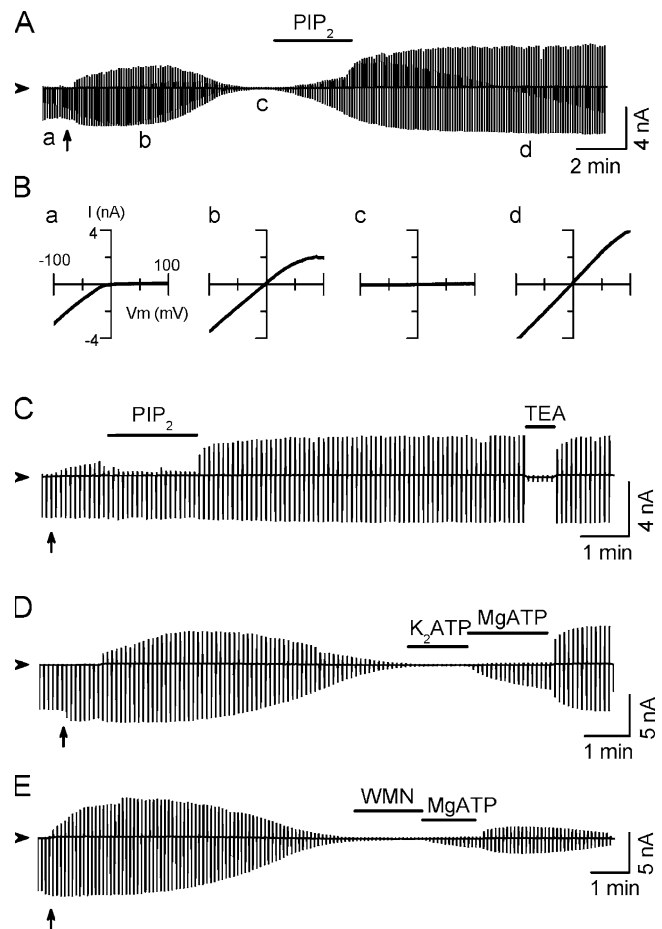 A
PIP₂
a
b
c
d
4 nA
2 min
B
a
b
c
d
I (nA)
4
-100
100
Vm (mV)
-4
C
PIP₂
TEA
4 nA
1 min
D
K₂ATP
MgATP
5 nA
1 min
E
WMN
MgATP
5 nA
1 min